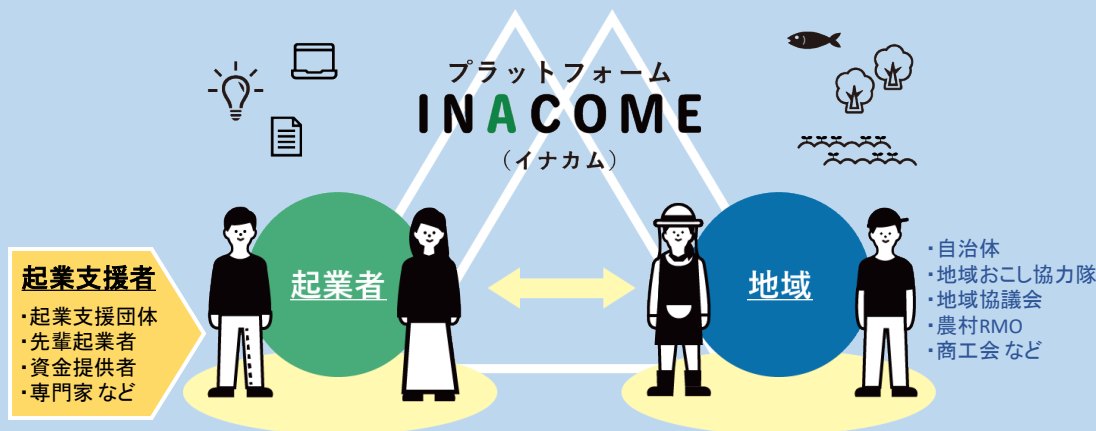 プラットフォーム
INACOME
（イナカム）
起業支援者
・起業支援団体
・先輩起業者
・資金提供者
・専門家 など
起業者
地域
・自治体
・地域おこし協力隊
・地域協議会
・農村RMO
・商工会 など